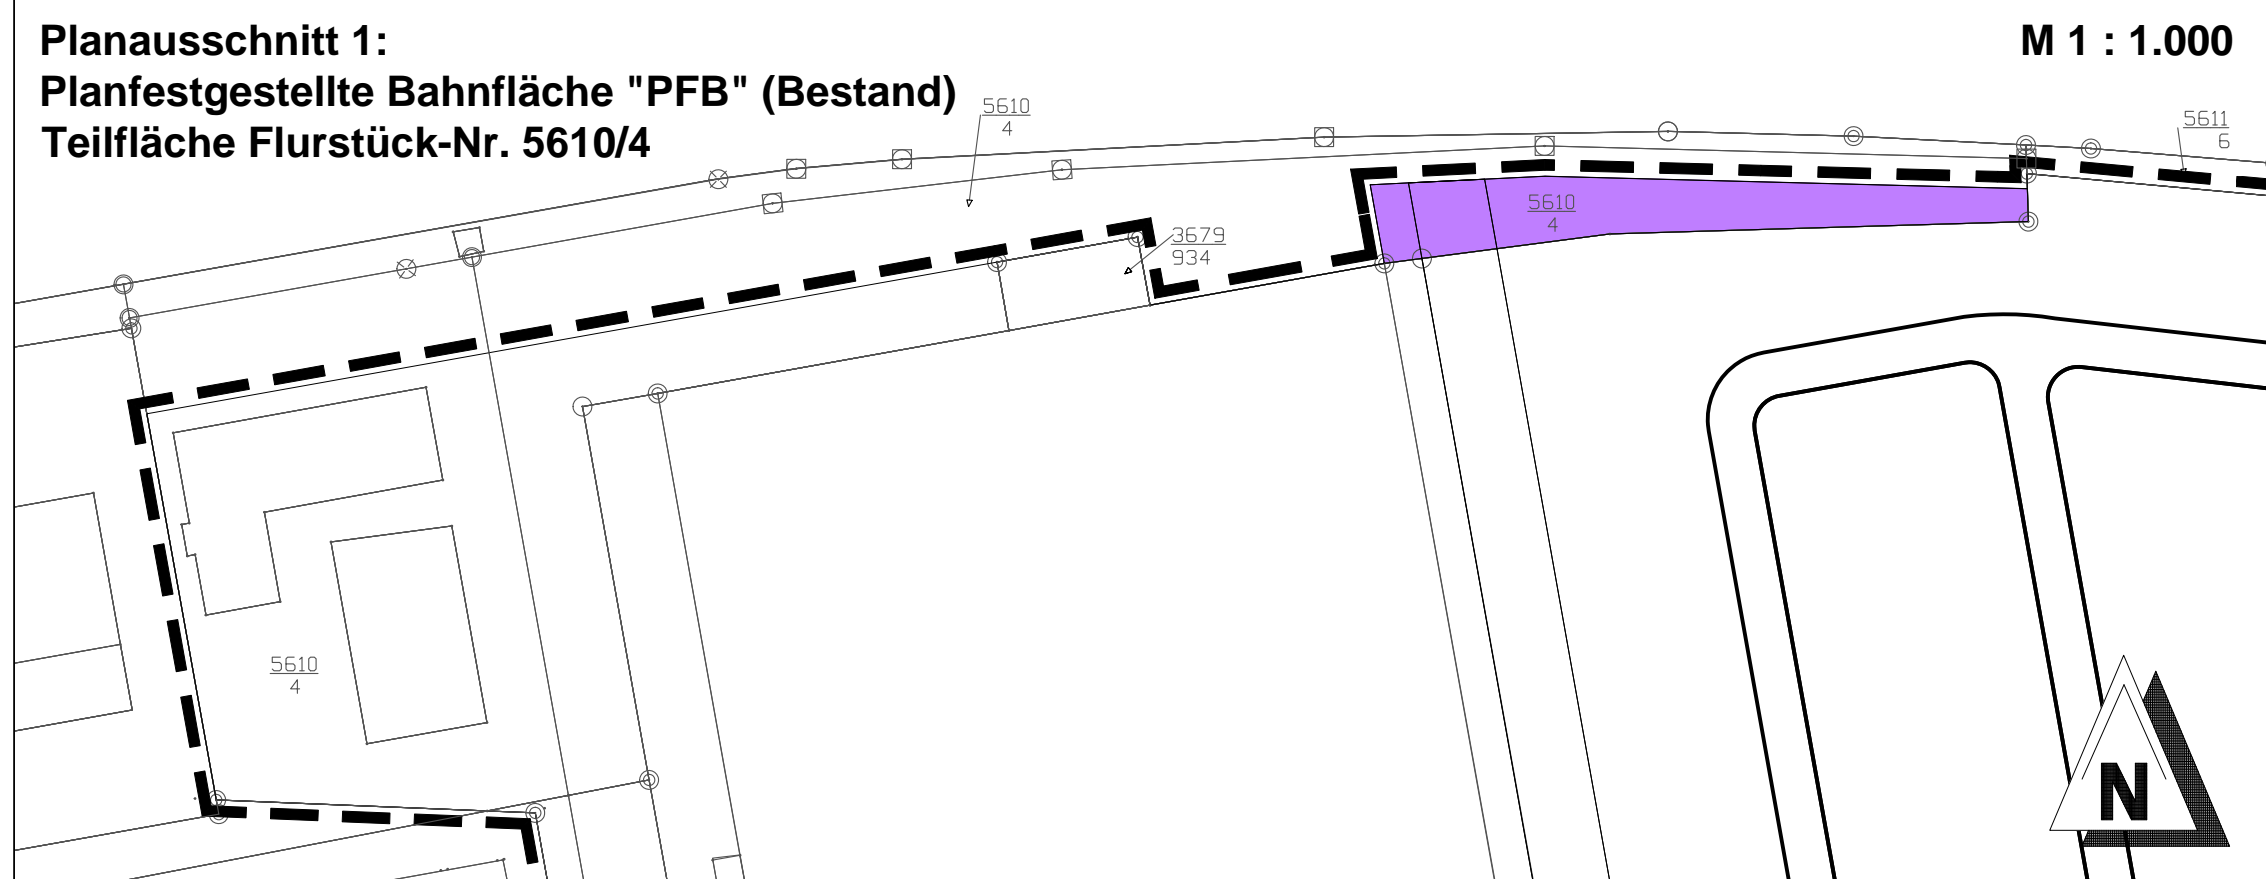 Planausschnitt 1:
M 1 : 1.000
Planfestgestellte Bahnfläche "PFB" (Bestand)
Teilfläche Flurstück-Nr. 5610/4
5610
4
5611
6
5610
4
3679
934
5610
4
N